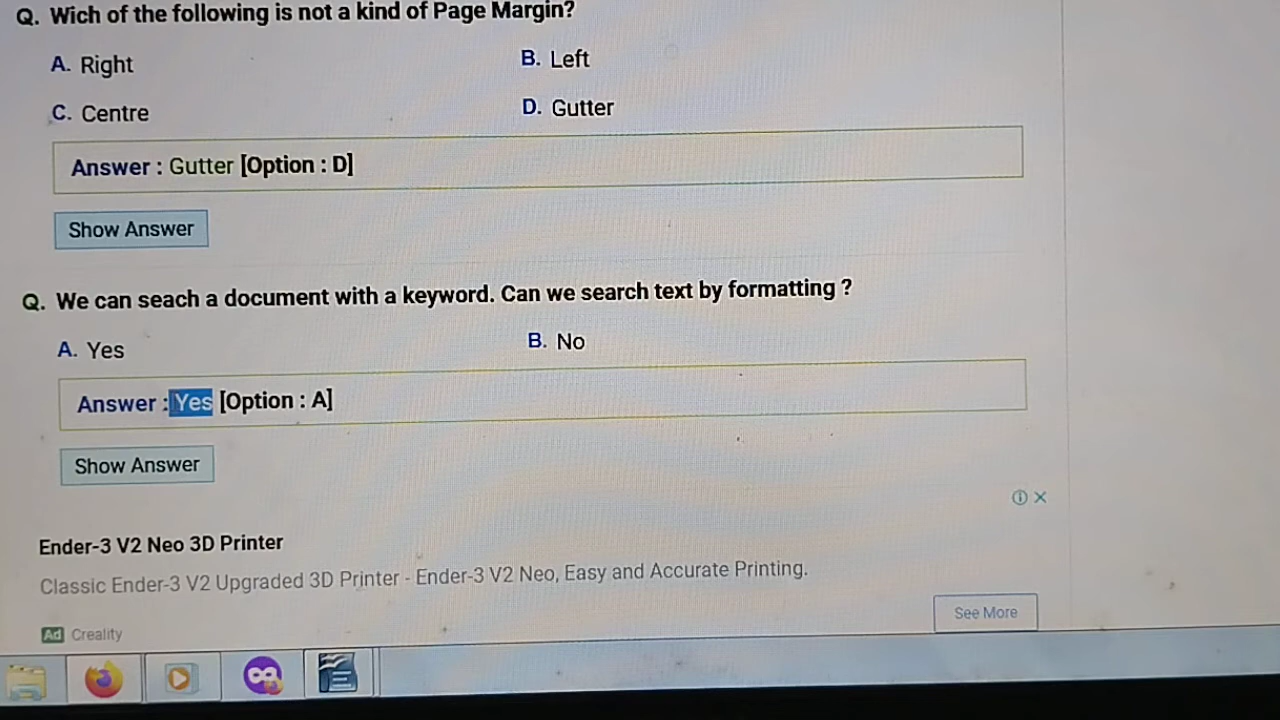 Q. Wich of the following is not a kind of Page Margin?
A. Right
B. Left
C. Centre
D. Gutter
Answer : Gutter [Option : D]
Show Answer
Q. We can seach a document with a keyword. Can we search text by formatting ?
A. Yes
B. No
Answer : Yes [Option : A]
Show Answer
Ender-3 V2 Neo 3D Printer
Classic Ender-3 V2 Upgraded 3D Printer - Ender-3 V2 Neo, Easy and Accurate Printing.
See More
Ad Creality